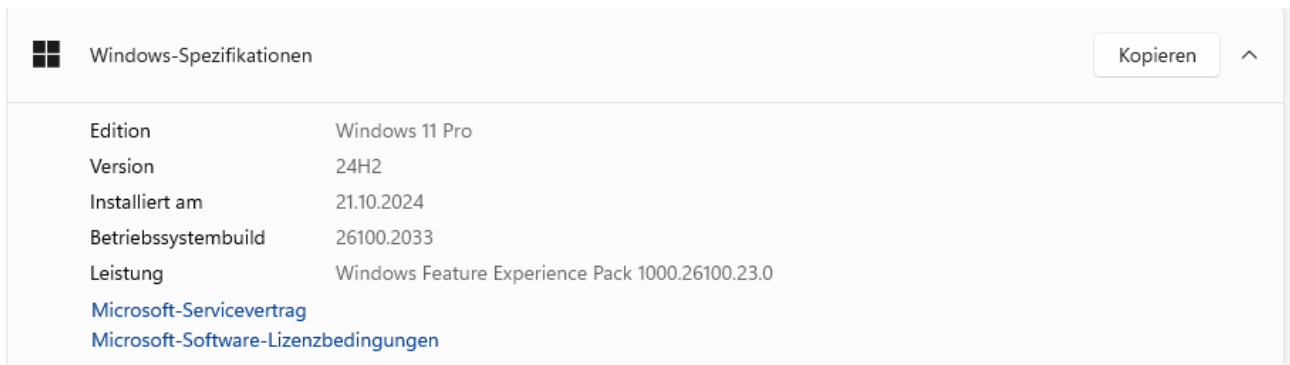 Windows-Spezifikationen Kopieren
Edition Windows 11 Pro
Version 24H2
Installiert am 21.10.2024
Betriebssystembuild 26100.2033
Leistung Windows Feature Experience Pack 1000.26100.23.0
Microsoft-Servicevertrag
Microsoft-Software-Lizenzbedingungen